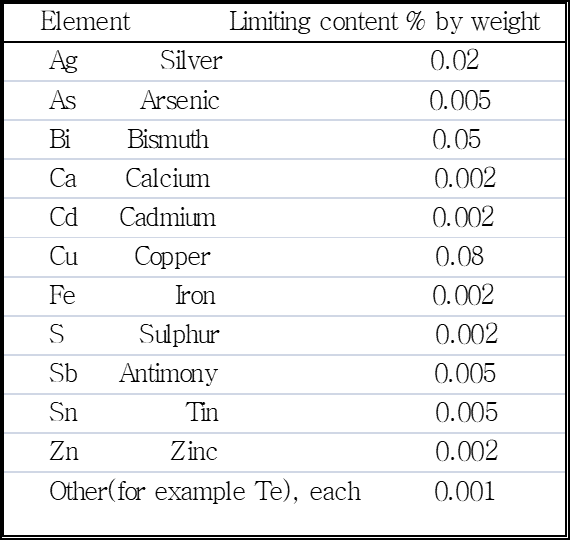 Element Limiting content % by weight
Ag Silver 0.02
As Arsenic 0.005
Bi Bismuth 0.05
Ca Calcium 0.002
Cd Cadmium 0.002
Cu Copper 0.08
Fe Iron 0.002
S Sulphur 0.002
Sb Antimony 0.005
Sn Tin 0.005
Zn Zinc 0.002
Other(for example Te), each 0.001